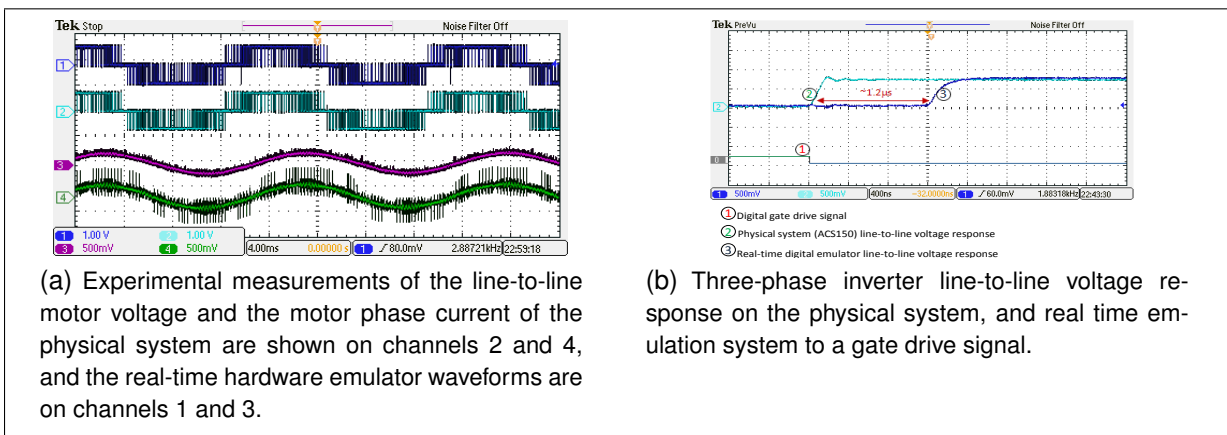 Tek Stop
Noise Filter Off
1
2
3
4
1 1.00 V 2 1.00 V
3 500mV 4 500mV
4.00ms 0.00000 s
1 80.0mV 2.88721kHz 22:59:18
(a) Experimental measurements of the line-to-line
motor voltage and the motor phase current of the
physical system are shown on channels 2 and 4,
and the real-time hardware emulator waveforms are
on channels 1 and 3.
Tek PreVu
Noise Filter Off
2
~1.2µs
3
2
1
1 500mV 2 500mV 400ns -32.0000ns 1 60.0mV 1.88318kHz 22:43:30
1 Digital gate drive signal
2 Physical system (ACS150) line-to-line voltage response
3 Real-time digital emulator line-to-line voltage response
(b) Three-phase inverter line-to-line voltage re-
sponse on the physical system, and real time em-
ulation system to a gate drive signal.